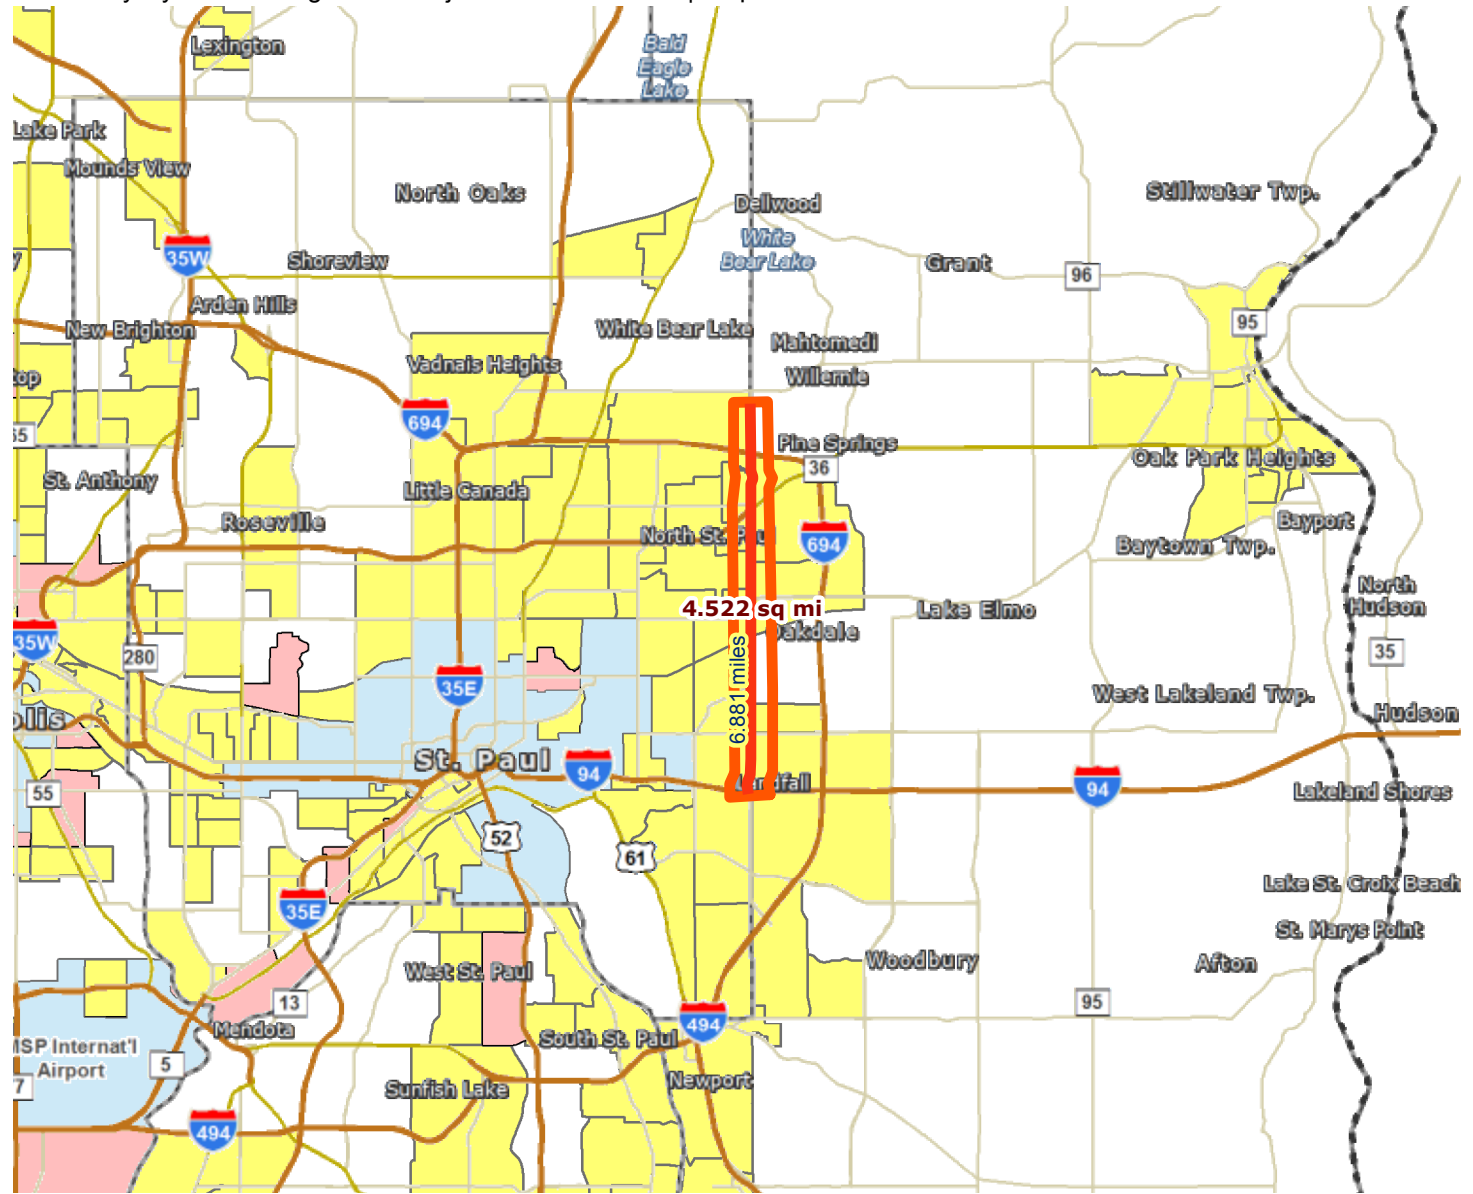 Lexington
Bald
Eagle
Lake
Lake Park
Mounds View
North Oaks
Stillwater Twp.
Dellwood
White
Bear Lake
35W
Shoreview
Grant
96
Arden Hills
95
New Brighton
White Bear Lake
Mahtomedi
Vadnais Heights
Willernie
694
Pine Springs
36
Oak Park Heights
St. Anthony
Little Canada
Roseville
Bayport
North St. Paul
694
Baytown Twp.
North
Hudson
4.522 sq mi
Lake Elmo
Oakdale
35W
280
35
35E
6.881 miles
West Lakeland Twp.
Hudson
St. Paul
94
Landfall
94
55
Lakeland Shores
52
61
Lake St. Croix Beach
35E
St. Marys Point
West St. Paul
Woodbury
Afton
13
95
Mendota
494
South St. Paul
MSP Internat'l
Airport
5
Newport
Sunfish Lake
494